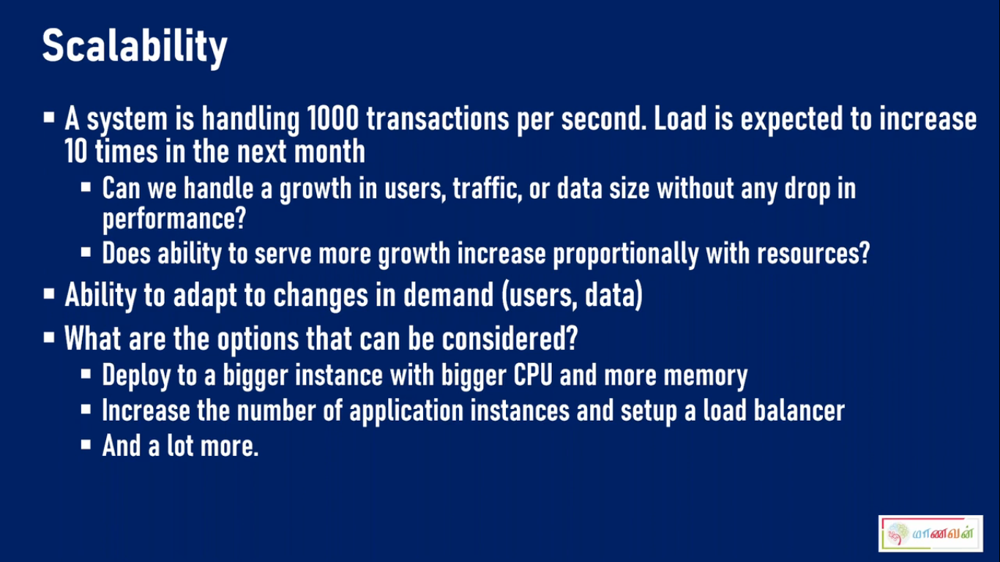 Scalability
▪ A system is handling 1000 transactions per second. Load is expected to increase
10 times in the next month
▪ Can we handle a growth in users, traffic, or data size without any drop in
performance?
▪ Does ability to serve more growth increase proportionally with resources?
▪ Ability to adapt to changes in demand (users, data)
▪ What are the options that can be considered?
▪ Deploy to a bigger instance with bigger CPU and more memory
▪ Increase the number of application instances and setup a load balancer
▪ And a lot more.
மாணவன்